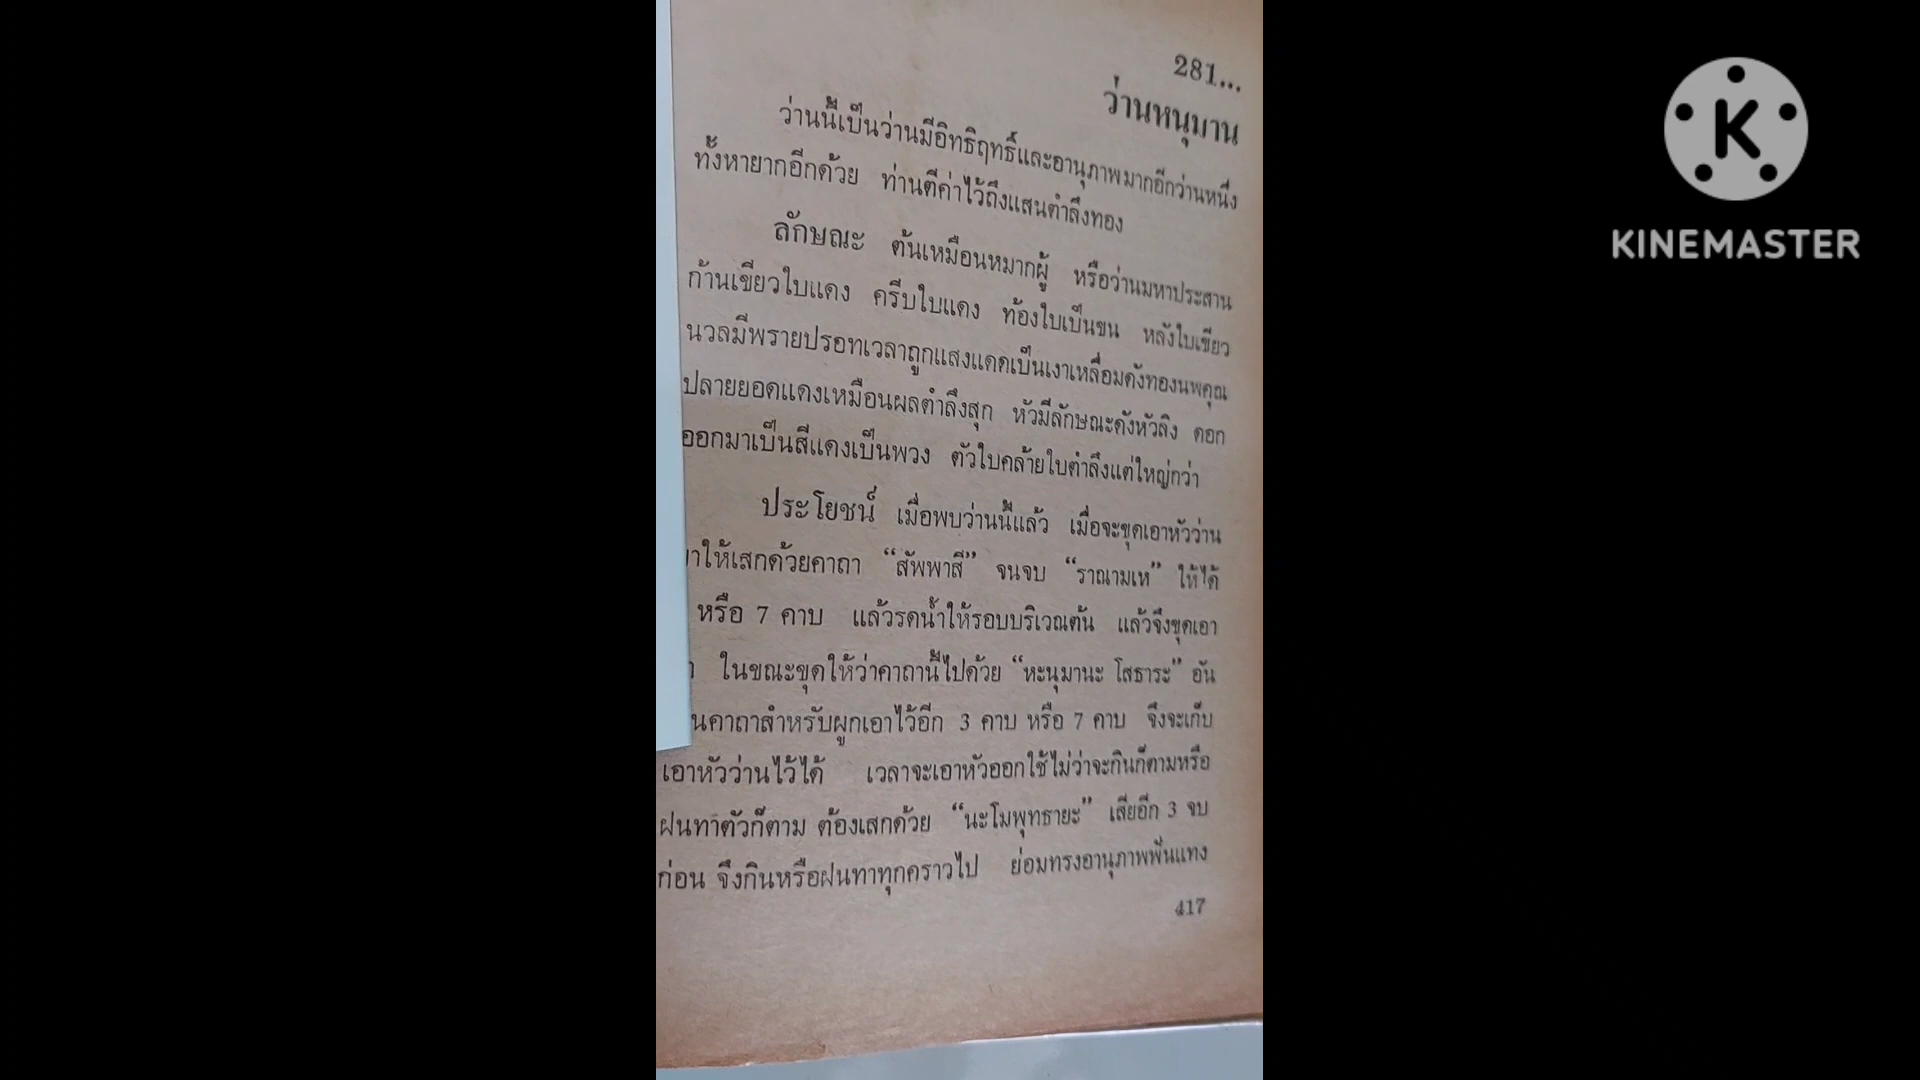 281...
ว่านหนุมาน
ว่านนี้เป็นว่านมีอิทธิฤทธิ์และอานุภาพมากอีกว่านหนึ่ง
ทั้งหายากอีกด้วย ท่านตีค่าไว้ถึงแสนตำลึงทอง
ลักษณะ ต้นเหมือนหมากผู้ หรือว่านมหาประสาน
ก้านเขียวใบแดง ครีบใบแดง ท้องใบเป็นขน หลังใบเขียว
นวลมีพรายปรอทเวลาถูกแสงแดดเป็นเงาเหลื่อมดังทองนพคุณ
ปลายยอดแดงเหมือนผลตำลึงสุก หัวมีลักษณะดังหัวลิง ดอก
ออกมาเป็นสีแดงเป็นพวง ตัวใบคล้ายใบตำลึงแต่ใหญ่กว่า
ประโยชน์ เมื่อพบว่านนี้แล้ว เมื่อจะขุดเอาหัวว่าน
าให้เสกด้วยคาถา “สัพพาสี” จนจบ “ราณามเห” ให้ได้
หรือ 7 คาบ แล้วรดน้ำให้รอบบริเวณต้น แล้วจึงขุดเอา
ในขณะขุดให้ว่าคาถานี้ไปด้วย “หะนุมานะ โสธาระ” อัน
นคาถาสำหรับผูกเอาไว้อีก 3 คาบ หรือ 7 คาบ จึงจะเก็บ
เอาหัวว่านไว้ได้ เวลาจะเอาหัวออกใช้ไม่ว่าจะกินก็ตามหรือ
ฝนทาตัวก็ตาม ต้องเสกด้วย “นะโมพุทธายะ” เสียอีก 3 จบ
ก่อน จึงกินหรือฝนทาทุกคราวไป ย่อมทรงอานุภาพฟันแทง
417
KINEMASTER